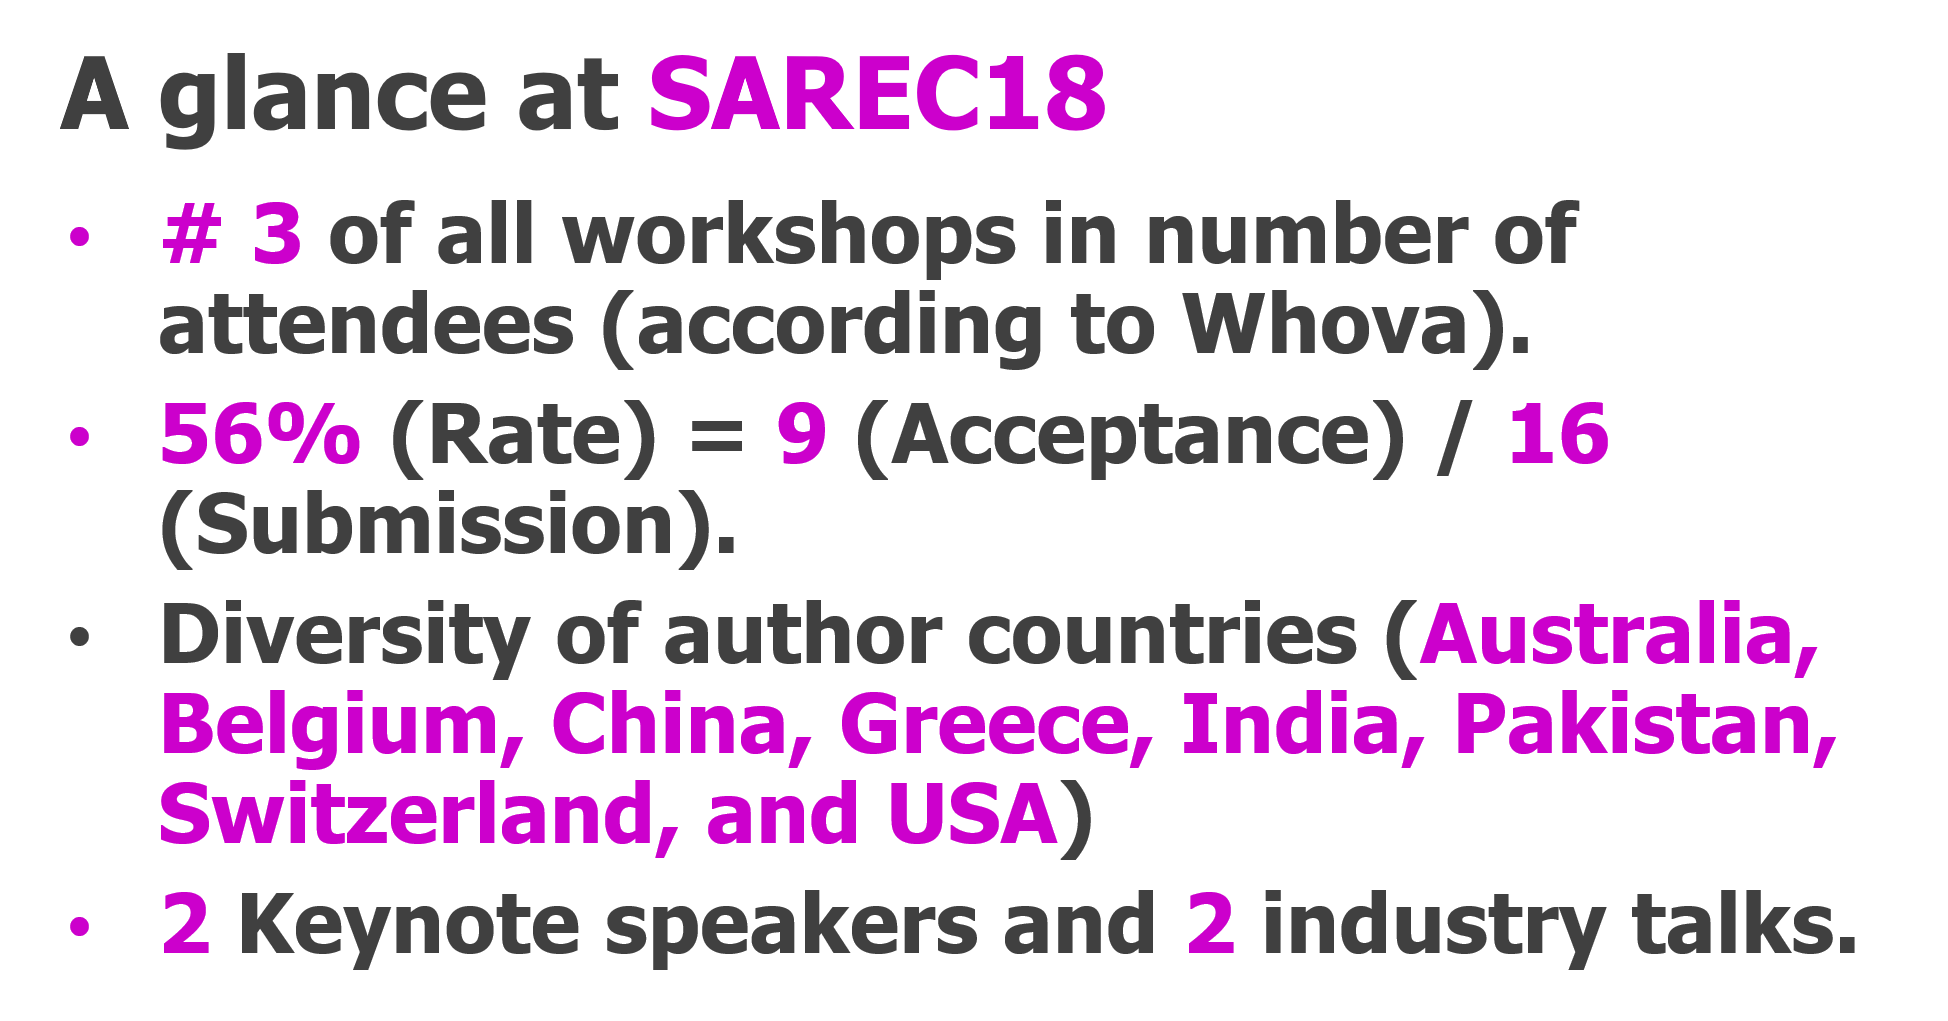 A glance at SAREC18
• # 3 of all workshops in number of
attendees (according to Whova).
• 56% (Rate) = 9 (Acceptance) / 16
(Submission).
• Diversity of author countries (Australia,
Belgium, China, Greece, India, Pakistan,
Switzerland, and USA)
• 2 Keynote speakers and 2 industry talks.